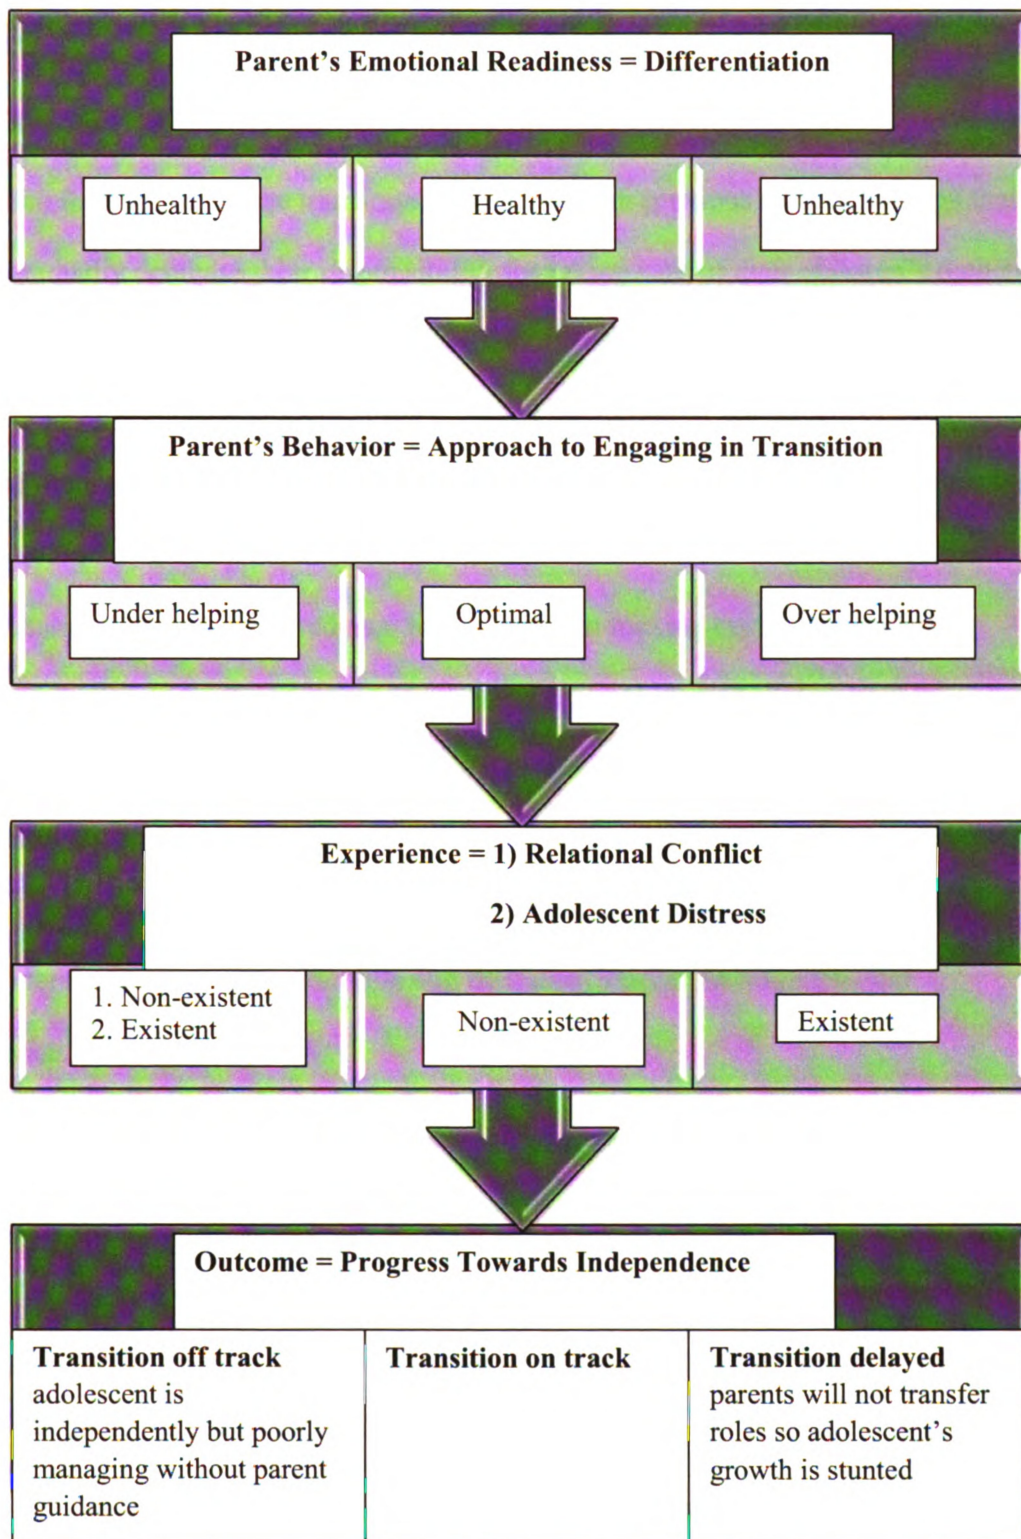 Parent's Emotional Readiness = Differentiation
Unhealthy
Healthy
Unhealthy
Parent's Behavior = Approach to Engaging in Transition
Under helping
Optimal
Over helping
Experience = 1) Relational Conflict
2) Adolescent Distress
1. Non-existent
2. Existent
Non-existent
Existent
Outcome = Progress Towards Independence
Transition off track
adolescent is
independently but poorly
managing without parent
guidance
Transition on track
Transition delayed
parents will not transfer
roles so adolescent's
growth is stunted